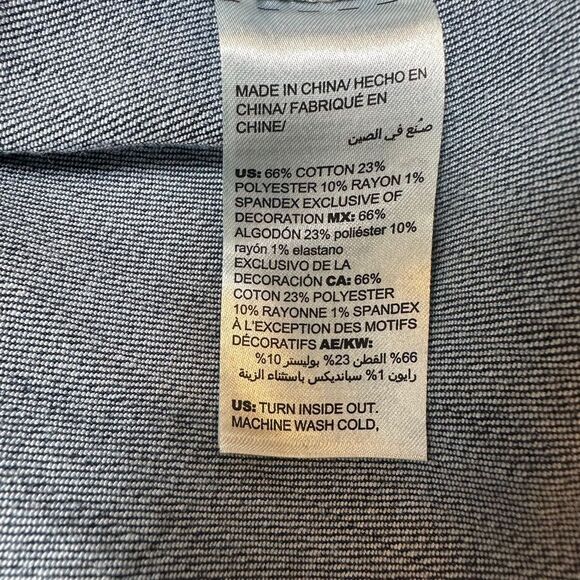 MADE IN CHINA/ HECHO EN
CHINA/ FABRIQUÉ EN
CHINE/
صنع في الصين
US: 66% COTTON 23%
POLYESTER 10% RAYON 1%
SPANDEX EXCLUSIVE OF
DECORATION MX: 66%
ALGODÓN 23% poliéster 10%
rayón 1% elastano
EXCLUSIVO DE LA
DECORACIÓN CA: 66%
COTON 23% POLYESTER
10% RAYONNE 1% SPANDEX
À L'EXCEPTION DES MOTIFS
DÉCORATIFS AE/KW:
66% القطن 23% بوليستر 10%
رايون 1% سباندیکس باستثناء الزينة
US: TURN INSIDE OUT.
MACHINE WASH COLD,